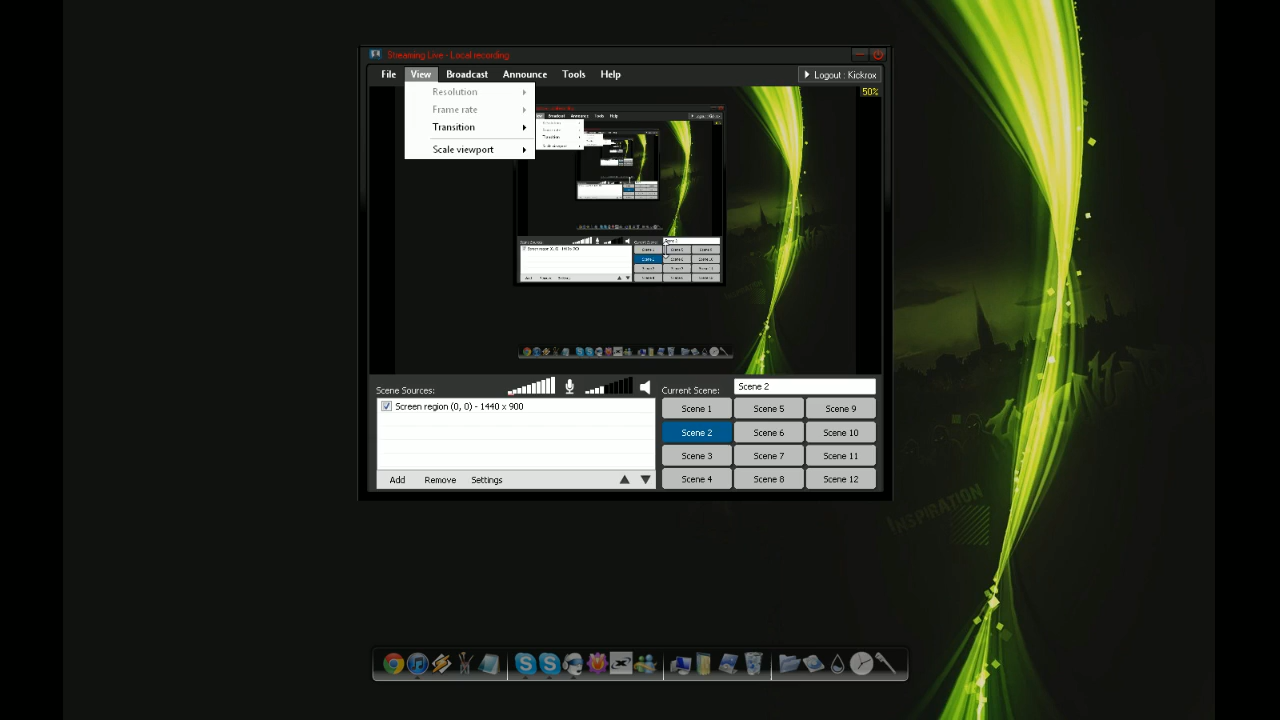 Streaming Live - Local recording
File View Broadcast Announce Tools Help Logout : Kickrox
50%
Resolution
Frame rate
Transition
Scale viewport
Scene Sources:
Current Scene: Scene 2
Screen region (0, 0) - 1440 x 900
Scene 1 Scene 5 Scene 9
Scene 2 Scene 6 Scene 10
Scene 3 Scene 7 Scene 11
Scene 4 Scene 8 Scene 12
Add Remove Settings
INSPIRATION